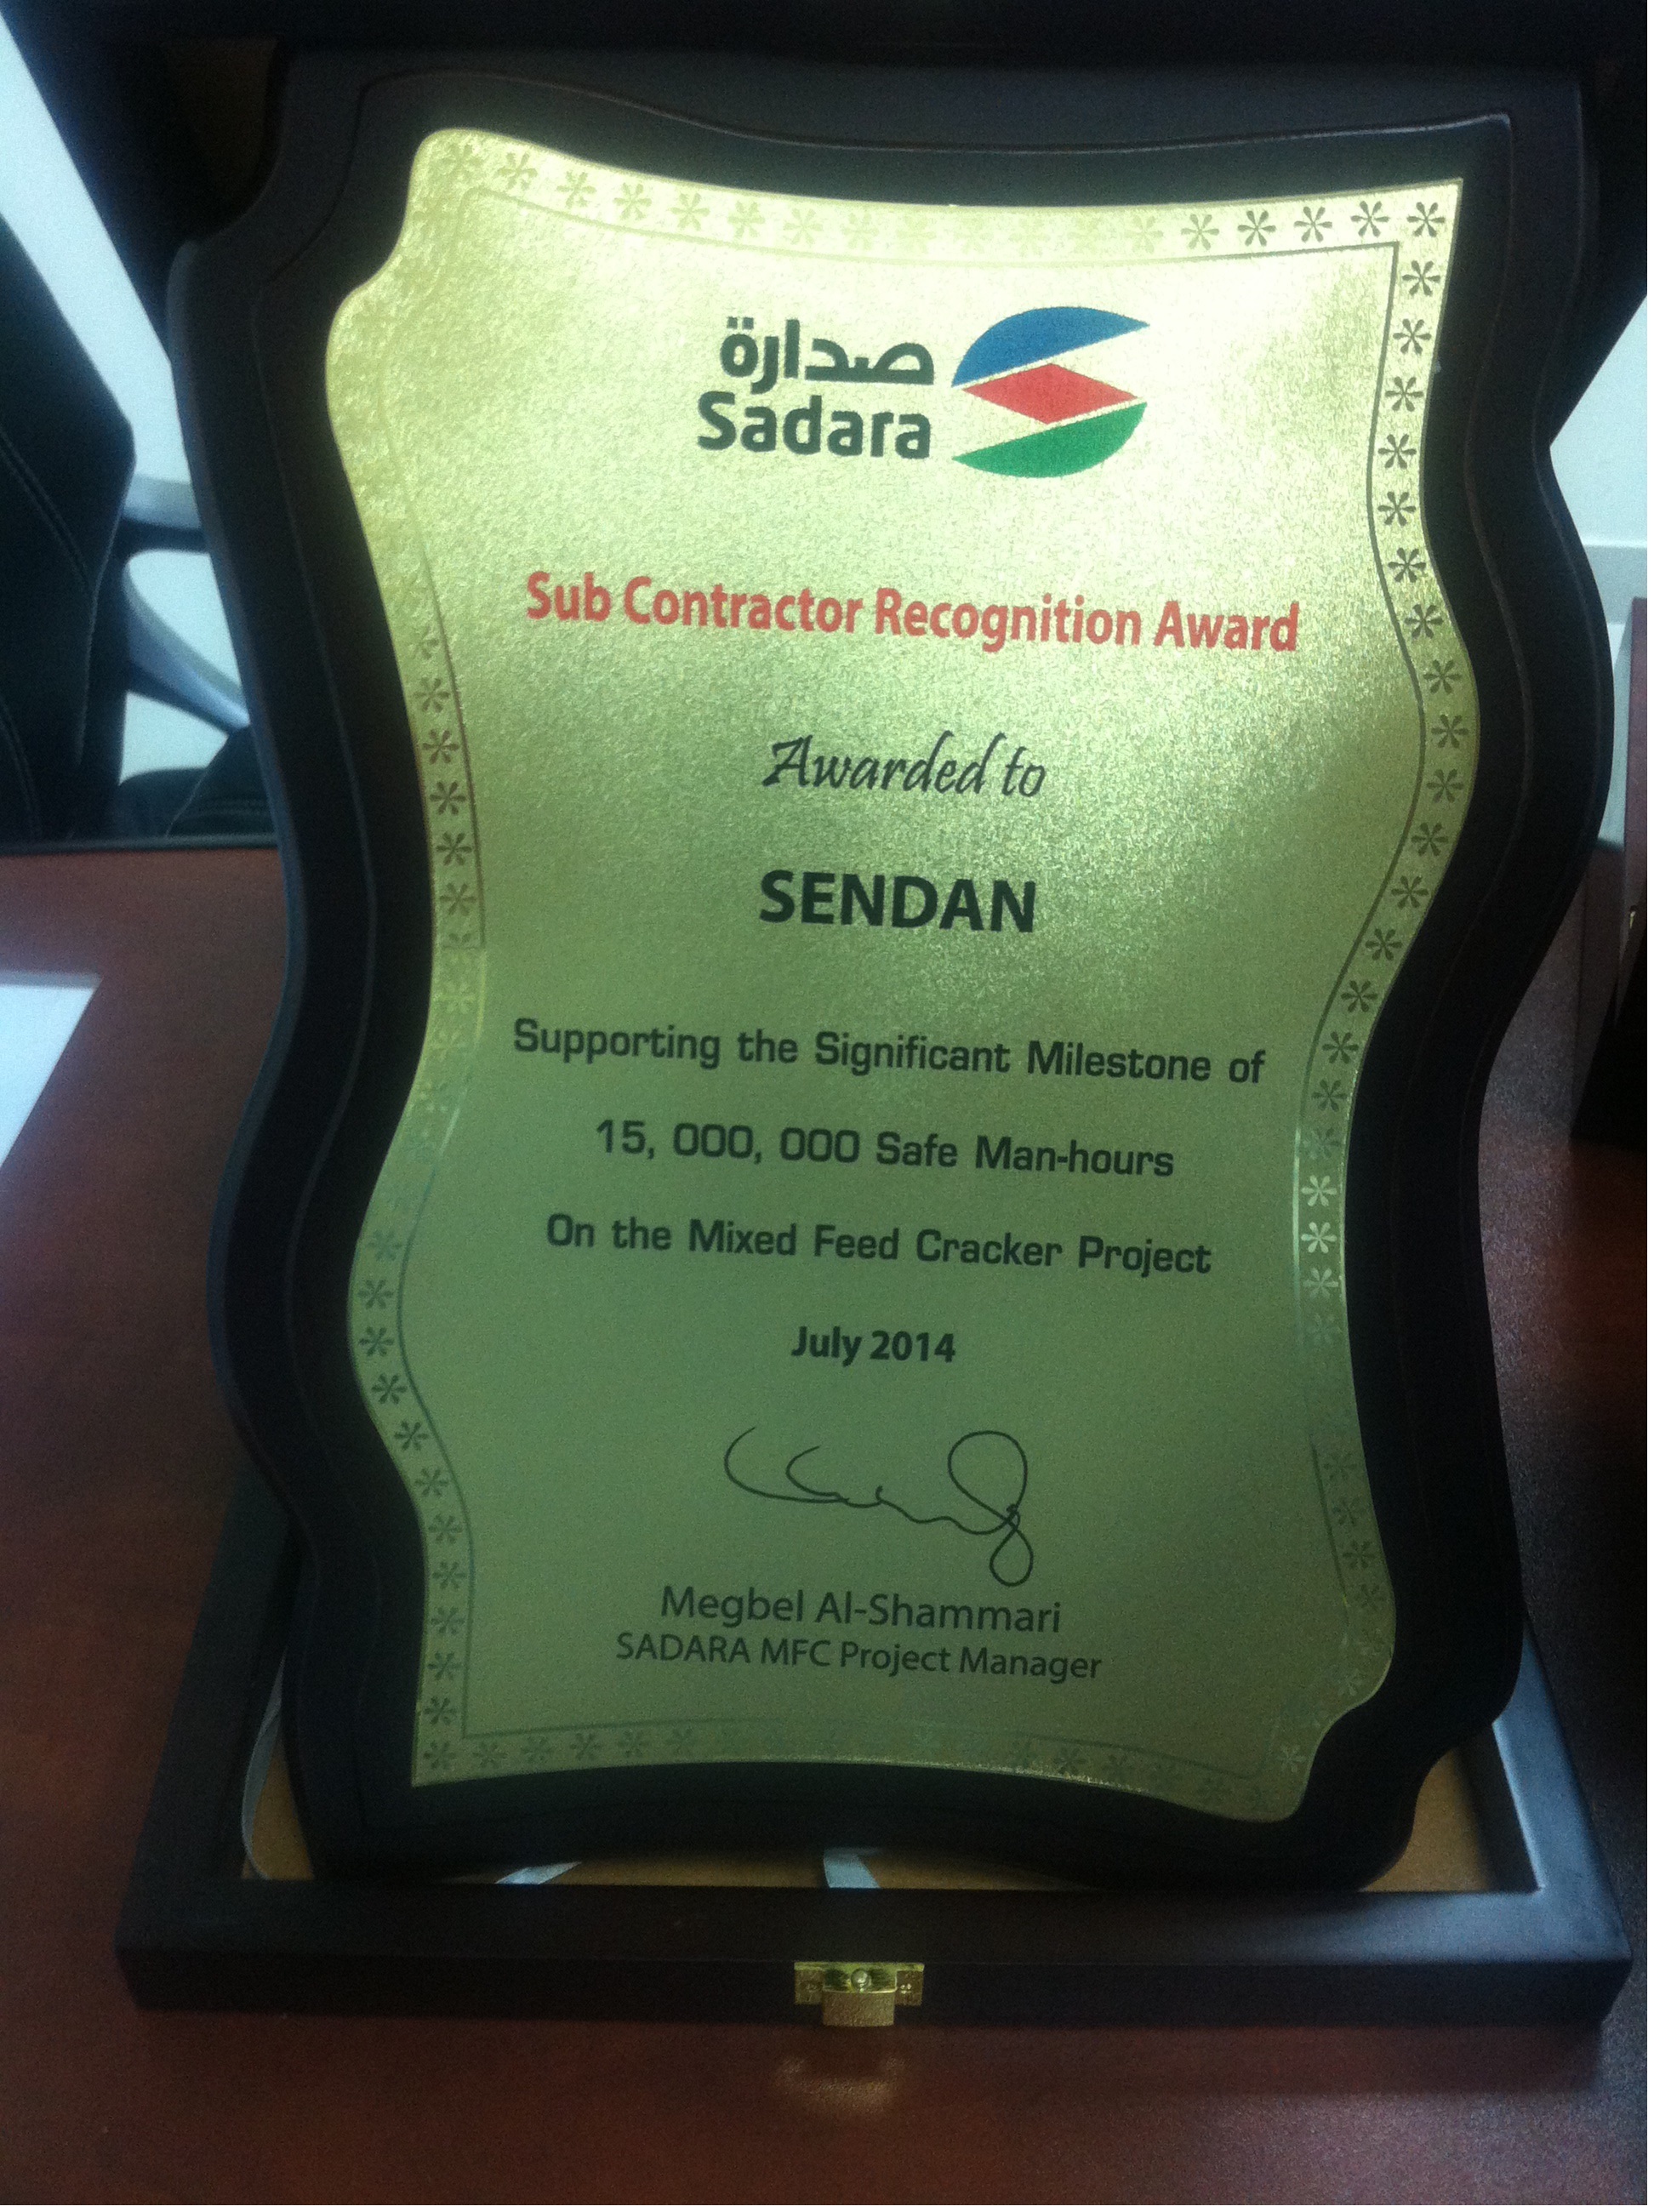 صدارة
Sadara
Sub Contractor Recognition Award
Awarded to
SENDAN
Supporting the Significant Milestone of
15, 000, 000 Safe Man-hours
On the Mixed Feed Cracker Project
July 2014
Megbel Al-Shammari
SADARA MFC Project Manager